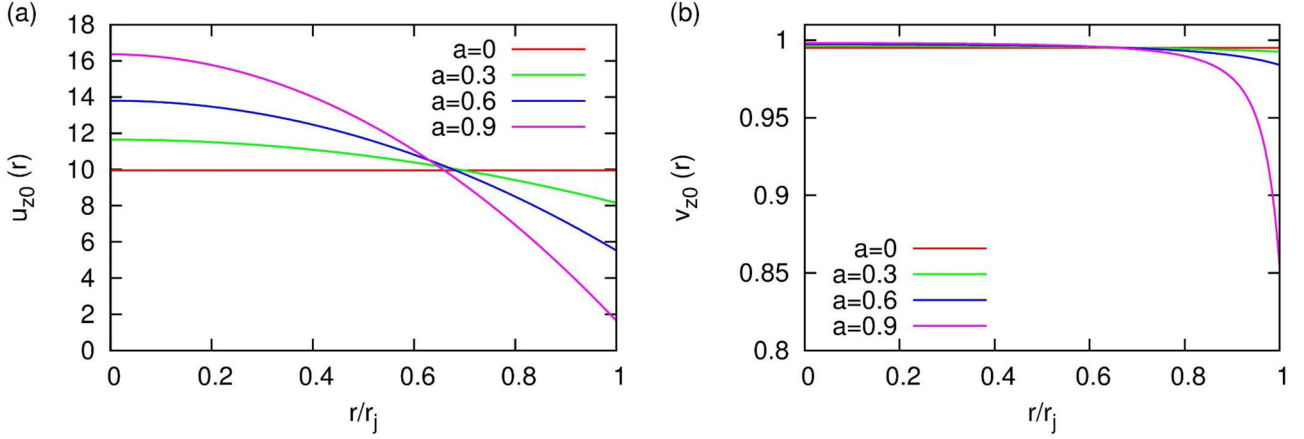 (a)
18
16
14
12
10
8
6
4
2
0
u_z0 (r)
a=0
a=0.3
a=0.6
a=0.9
0 0.2 0.4 0.6 0.8 1
r/r_j
(b)
1
0.95
0.9
0.85
0.8
v_z0 (r)
a=0
a=0.3
a=0.6
a=0.9
0 0.2 0.4 0.6 0.8 1
r/r_j